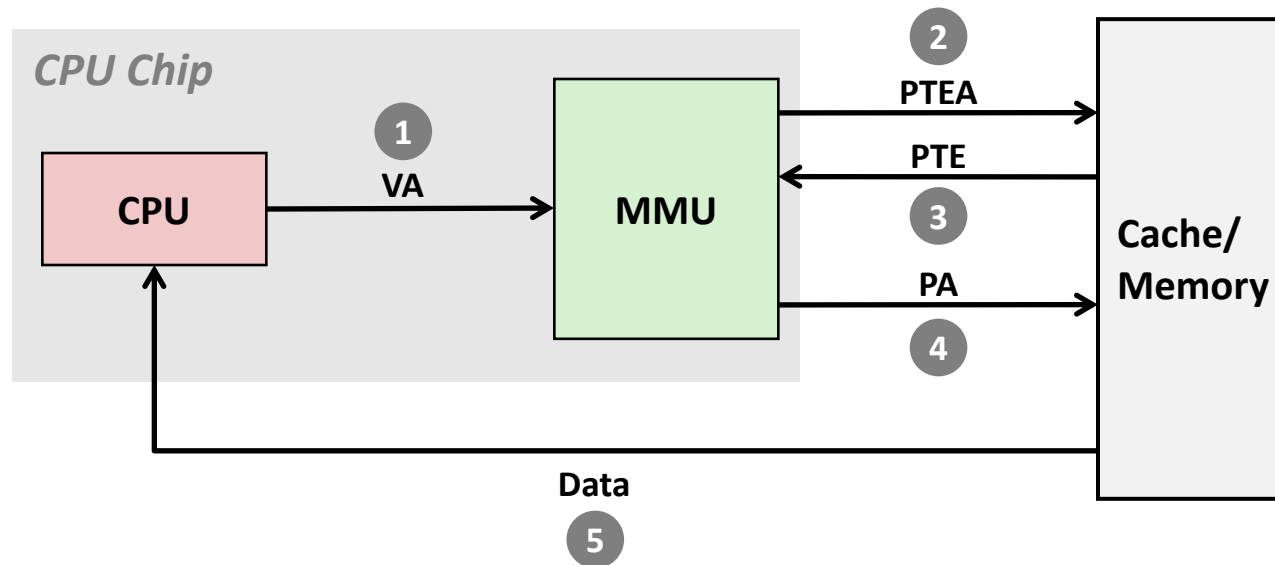 CPU Chip
2
PTEA
1
VA
PTE
3
CPU
MMU
Cache/
Memory
PA
4
Data
5